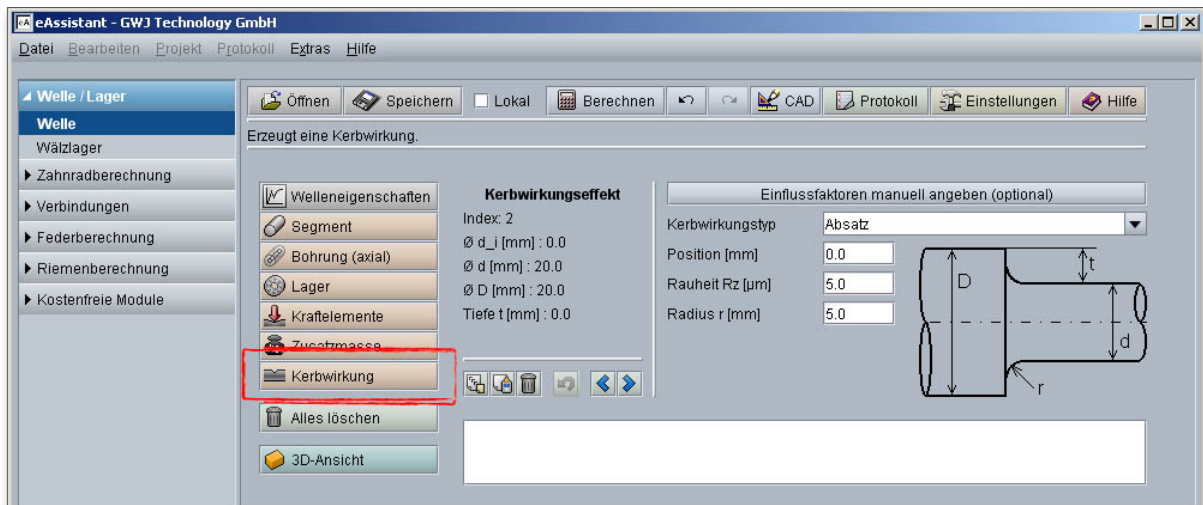 eA eAssistant - GWJ Technology GmbH
Datei Bearbeiten Projekt Protokoll Extras Hilfe
Welle / Lager
Welle
Wälzlager
Zahnradberechnung
Verbindungen
Federberechnung
Riemenberechnung
Kostenfreie Module
Öffnen Speichern Lokal Berechnen CAD Protokoll Einstellungen Hilfe
Erzeugt eine Kerbwirkung.
Welleneigenschaften
Segment
Bohrung (axial)
Lager
Kraftelemente
Zusatzmasse
Kerbwirkung
Alles löschen
3D-Ansicht
Kerbwirkungseffekt
Index: 2
Ø d_i [mm] : 0.0
Ø d [mm] : 20.0
Ø D [mm] : 20.0
Tiefe t [mm] : 0.0
Einflussfaktoren manuell angeben (optional)
Kerbwirkungstyp Absatz
Position [mm] 0.0
Rauheit Rz [µm] 5.0
Radius r [mm] 5.0
D
t
d
r